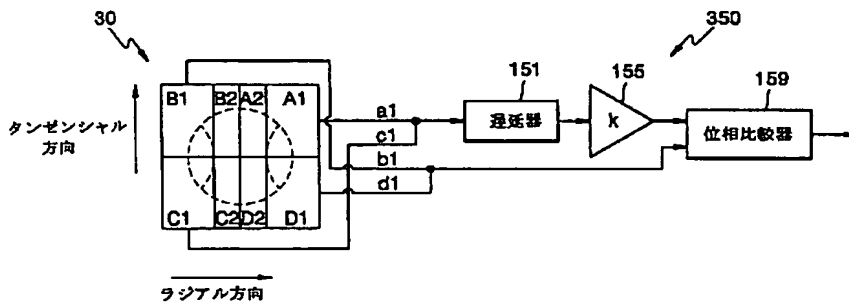 30
350
B1 B2 A2 A1
C1 C2 D2 D1
タンゼンシャル
方向
ラジアル方向
a1
c1
b1
d1
151
遅延器
155
k
159
位相比較器